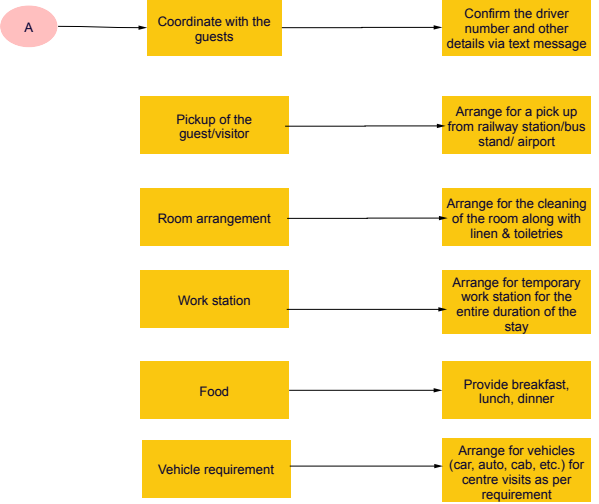 A
Coordinate with the
guests
Confirm the driver
number and other
details via text message
Pickup of the
guest/visitor
Arrange for a pick up
from railway station/bus
stand/ airport
Room arrangement
Arrange for the cleaning
of the room along with
linen & toiletries
Work station
Arrange for temporary
work station for the
entire duration of the
stay
Food
Provide breakfast,
lunch, dinner
Vehicle requirement
Arrange for vehicles
(car, auto, cab, etc.) for
centre visits as per
requirement